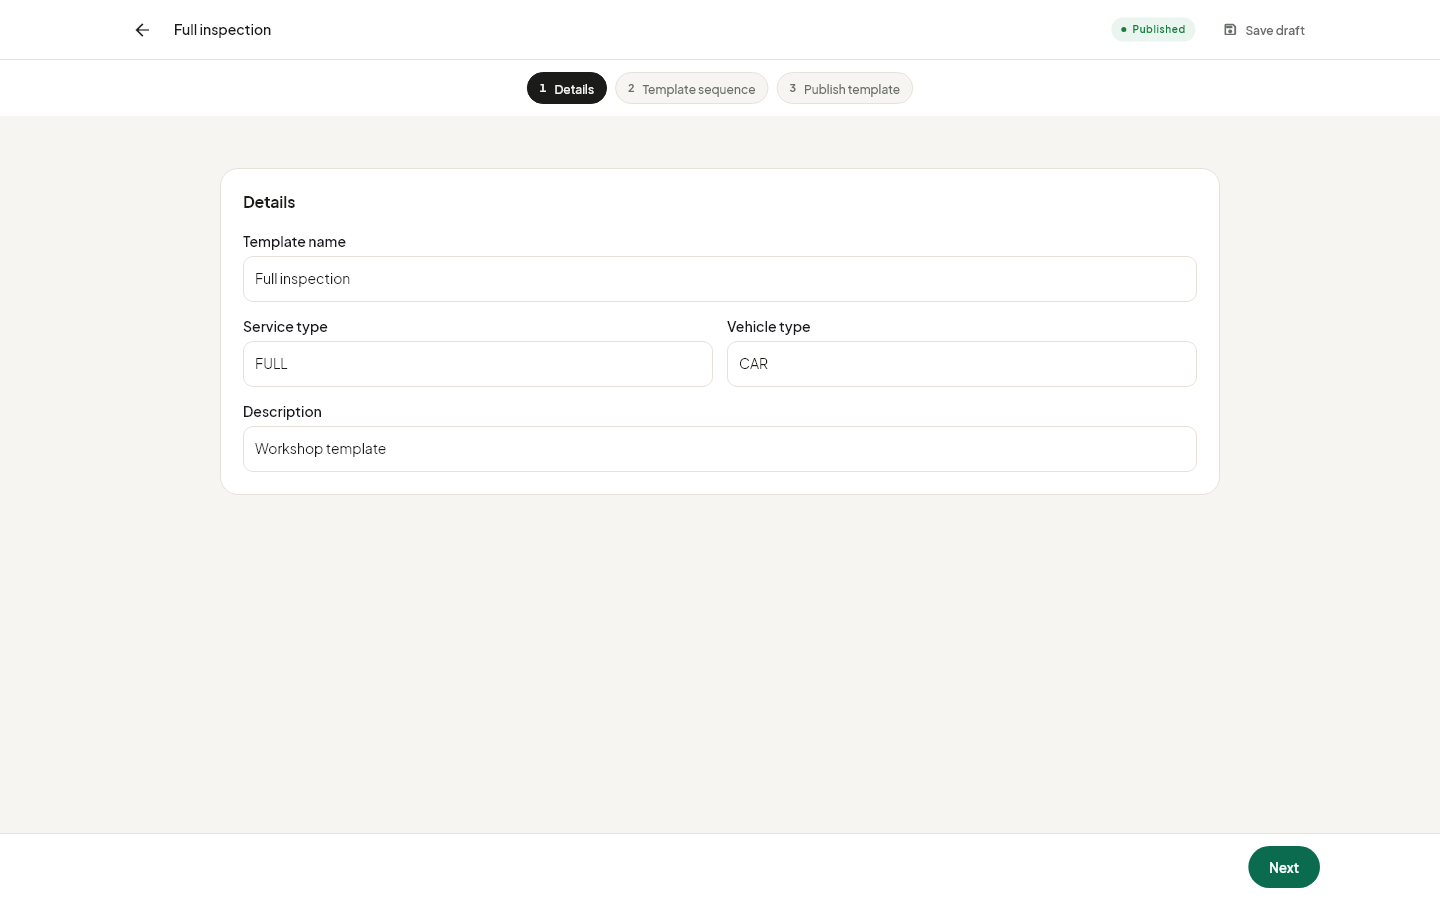 Full inspection
Published
Save draft
1 Details
2 Template sequence
3 Publish template
Details
Template name
Full inspection
Service type
Vehicle type
FULL
CAR
Description
Workshop template
Next